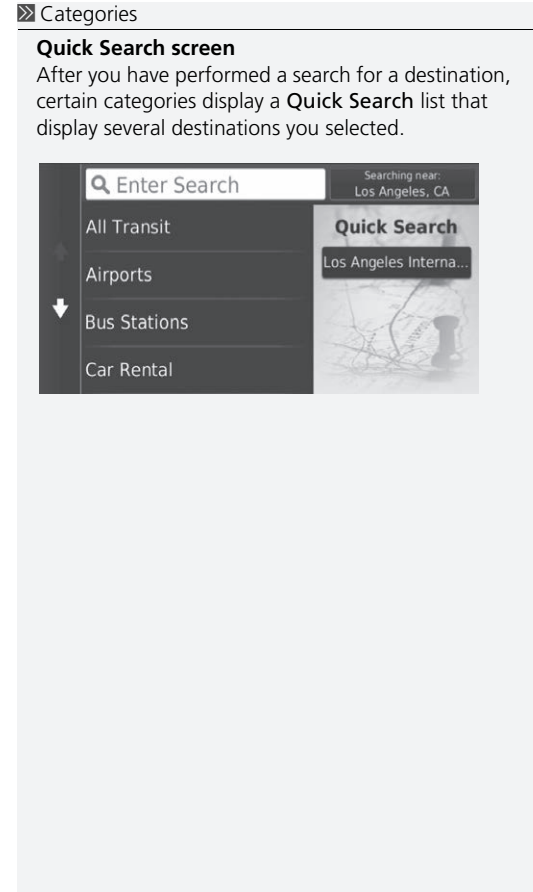 Categories
Quick Search screen
After you have performed a search for a destination,
certain categories display a Quick Search list that
display several destinations you selected.
Enter Search
Searching near:
Los Angeles, CA
All Transit
Airports
Bus Stations
Car Rental
Quick Search
Los Angeles Interna...